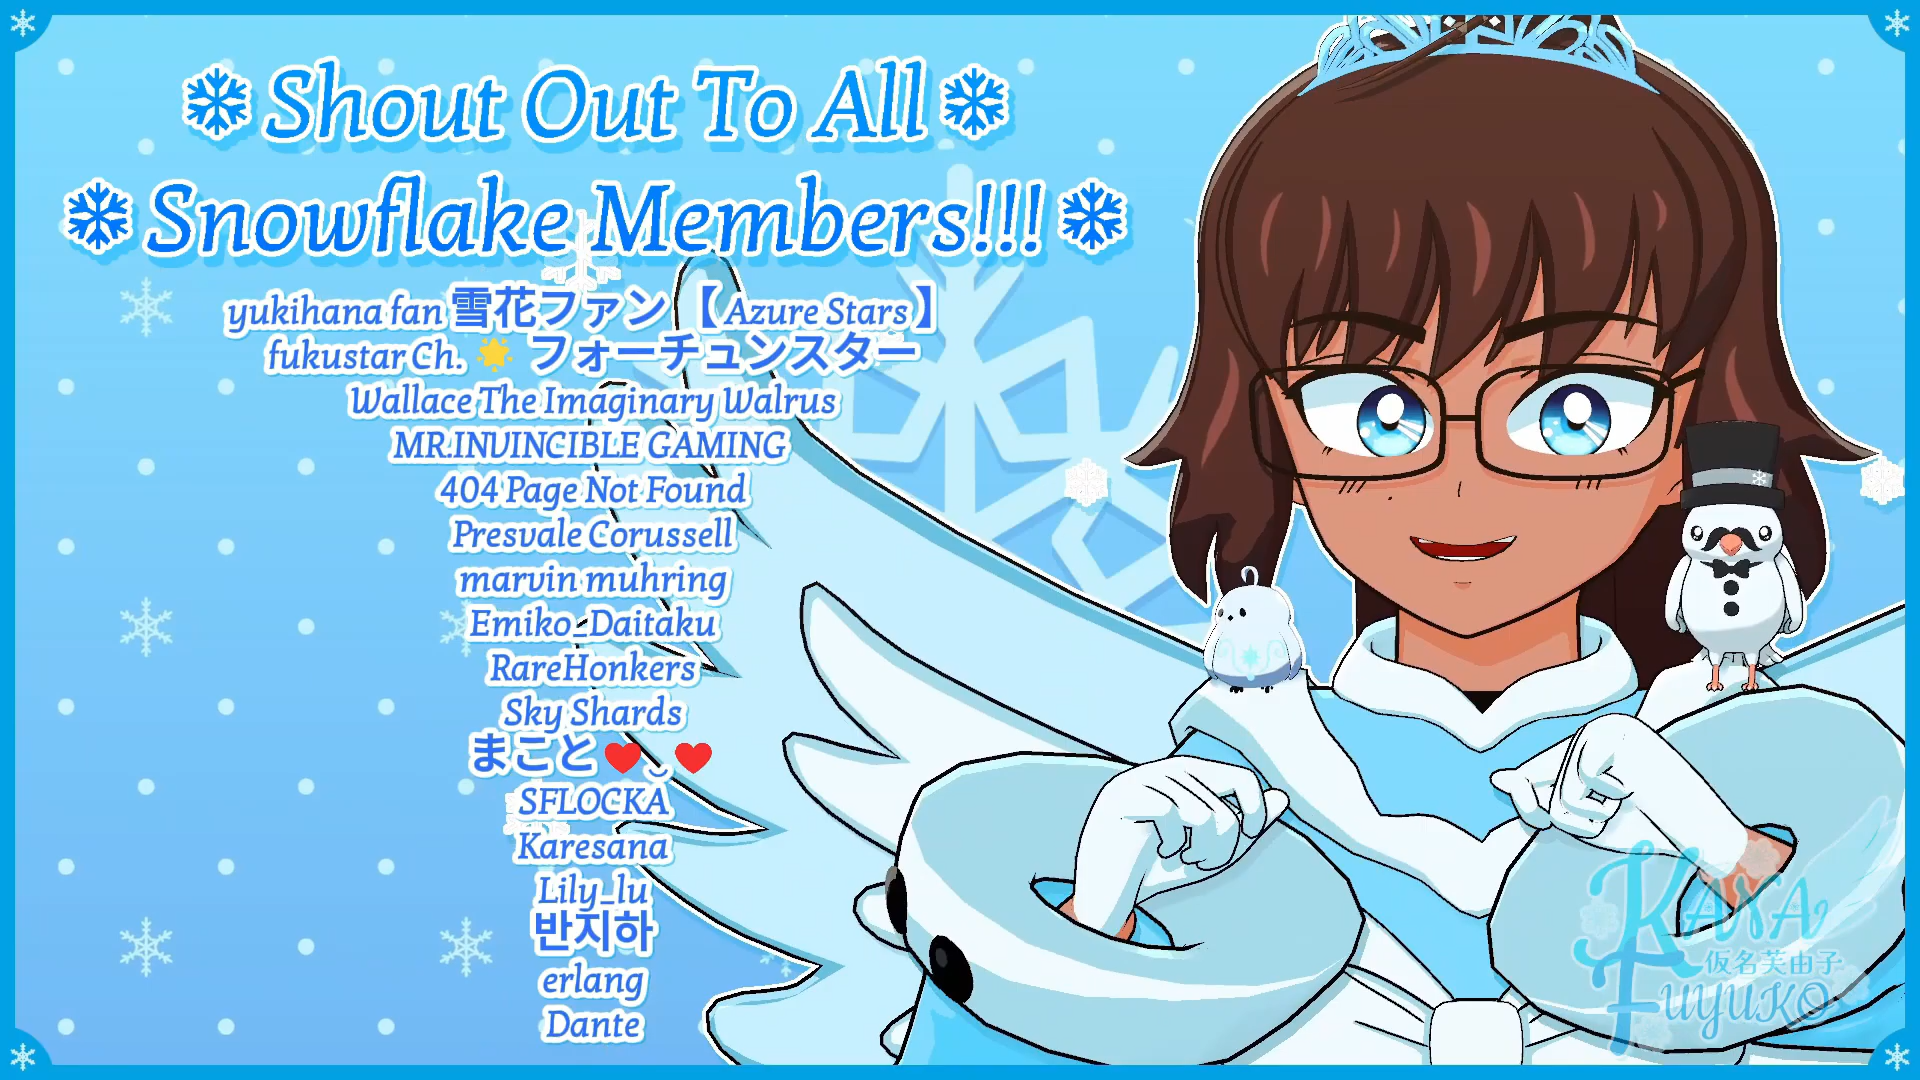 ❄ Shout Out To All ❄
❄ Snowflake Members!!! ❄
yukihana fan 雪花ファン 【 Azure Stars 】
fukustar Ch. 🌟 フォーチュンスター
Wallace The Imaginary Walrus
MR.INVINCIBLE GAMING
404 Page Not Found
Presvale Corussell
marvin muhring
Emiko_Daitaku
RareHonkers
Sky Shards
まこと❤️ ᴗ ❤️
SFLOCKA
Karesana
Lily_lu
반지하
erlang
Dante
KANA
仮名芙由子
FUYUKO